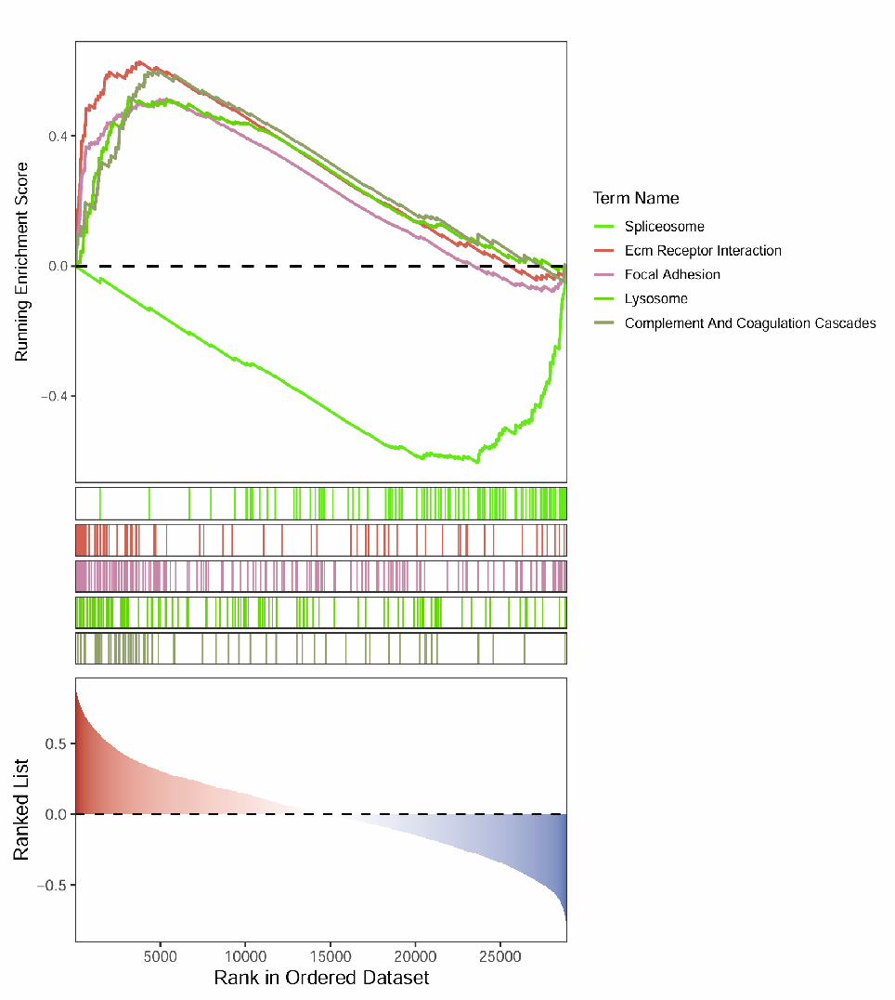 Running Enrichment Score
0.4
0.0
−0.4
Term Name
Spliceosome
Ecm Receptor Interaction
Focal Adhesion
Lysosome
Complement And Coagulation Cascades
Ranked List
0.5
0.0
−0.5
5000 10000 15000 20000 25000
Rank in Ordered Dataset